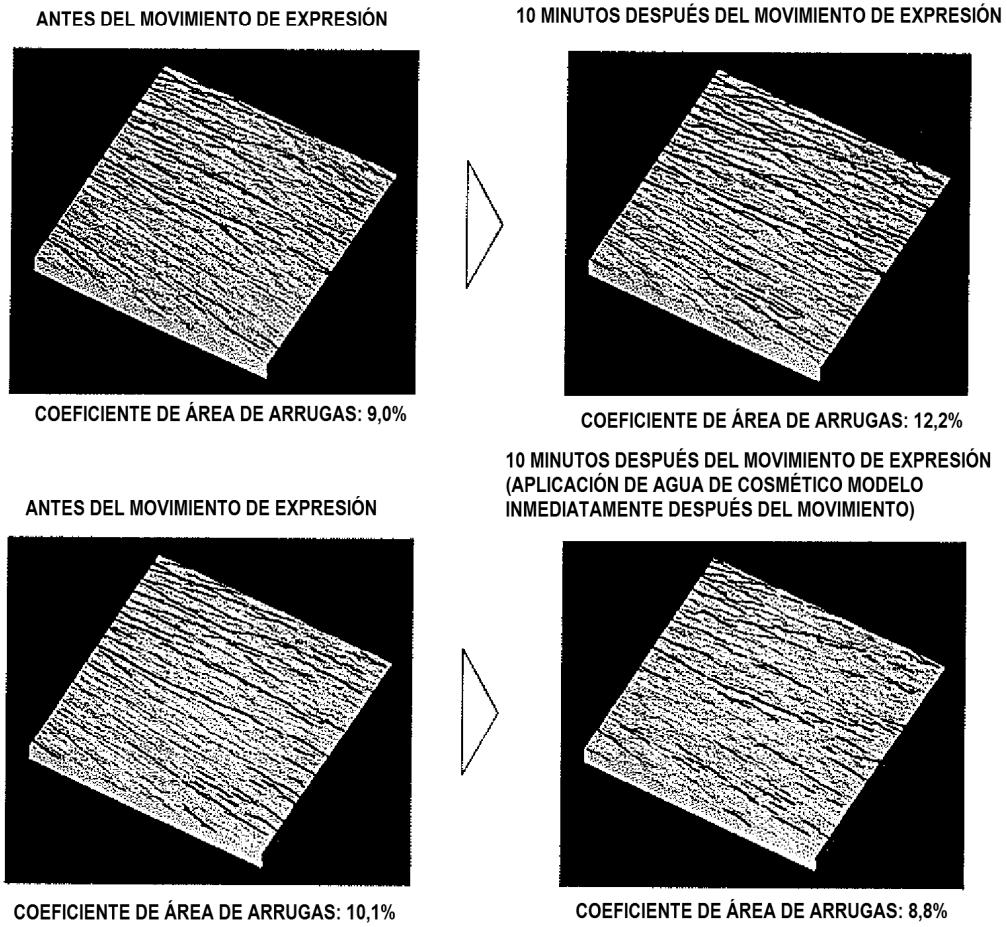 ANTES DEL MOVIMIENTO DE EXPRESIÓN
10 MINUTOS DESPUÉS DEL MOVIMIENTO DE EXPRESIÓN
COEFICIENTE DE ÁREA DE ARRUGAS: 9,0%
COEFICIENTE DE ÁREA DE ARRUGAS: 12,2%
ANTES DEL MOVIMIENTO DE EXPRESIÓN
10 MINUTOS DESPUÉS DEL MOVIMIENTO DE EXPRESIÓN
(APLICACIÓN DE AGUA DE COSMÉTICO MODELO
INMEDIATAMENTE DESPUÉS DEL MOVIMIENTO)
COEFICIENTE DE ÁREA DE ARRUGAS: 10,1%
COEFICIENTE DE ÁREA DE ARRUGAS: 8,8%